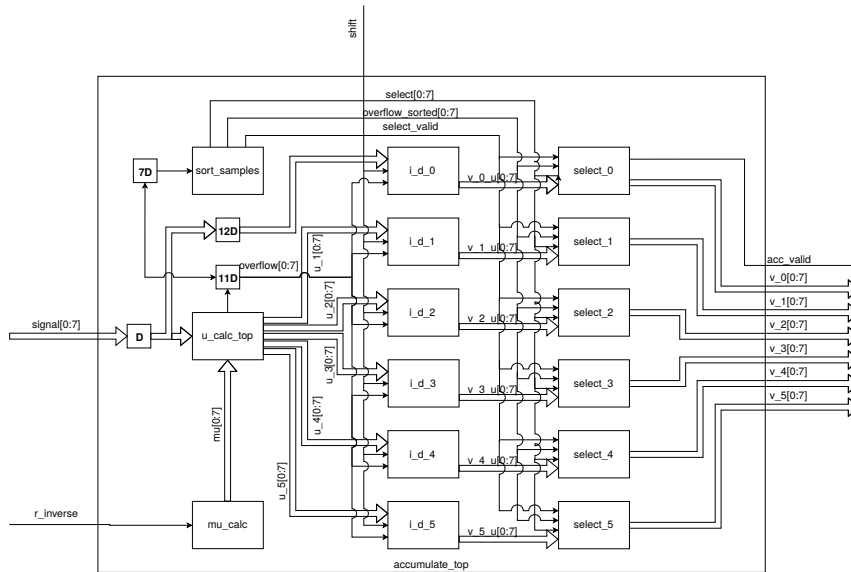 shift
select[0:7]
overflow_sorted[0:7]
select_valid
7D
sort_samples
i_d_0
v_0_u[0:7]
select_0
12D
u_1[0:7]
i_d_1
v_1_u[0:7]
select_1
acc_valid
overflow[0:7]
11D
v_0[0:7]
u_2[0:7]
i_d_2
v_2_u[0:7]
select_2
v_1[0:7]
signal[0:7]
D
u_calc_top
v_2[0:7]
u_3[0:7]
i_d_3
v_3_u[0:7]
select_3
v_3[0:7]
v_4[0:7]
v_5[0:7]
mu[0:7]
u_4[0:7]
i_d_4
v_4_u[0:7]
select_4
u_5[0:7]
r_inverse
mu_calc
i_d_5
v_5_u[0:7]
select_5
accumulate_top